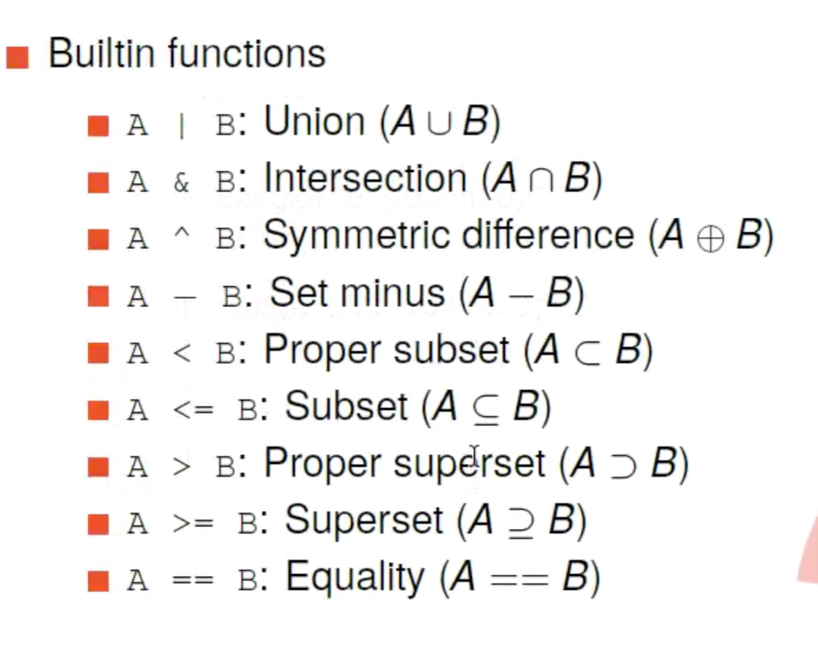 Builtin functions
A | B: Union (A ∪ B)
A & B: Intersection (A ∩ B)
A ^ B: Symmetric difference (A ⊕ B)
A – B: Set minus (A – B)
A < B: Proper subset (A ⊂ B)
A <= B: Subset (A ⊆ B)
A > B: Proper superset (A ⊃ B)
A >= B: Superset (A ⊇ B)
A == B: Equality (A == B)